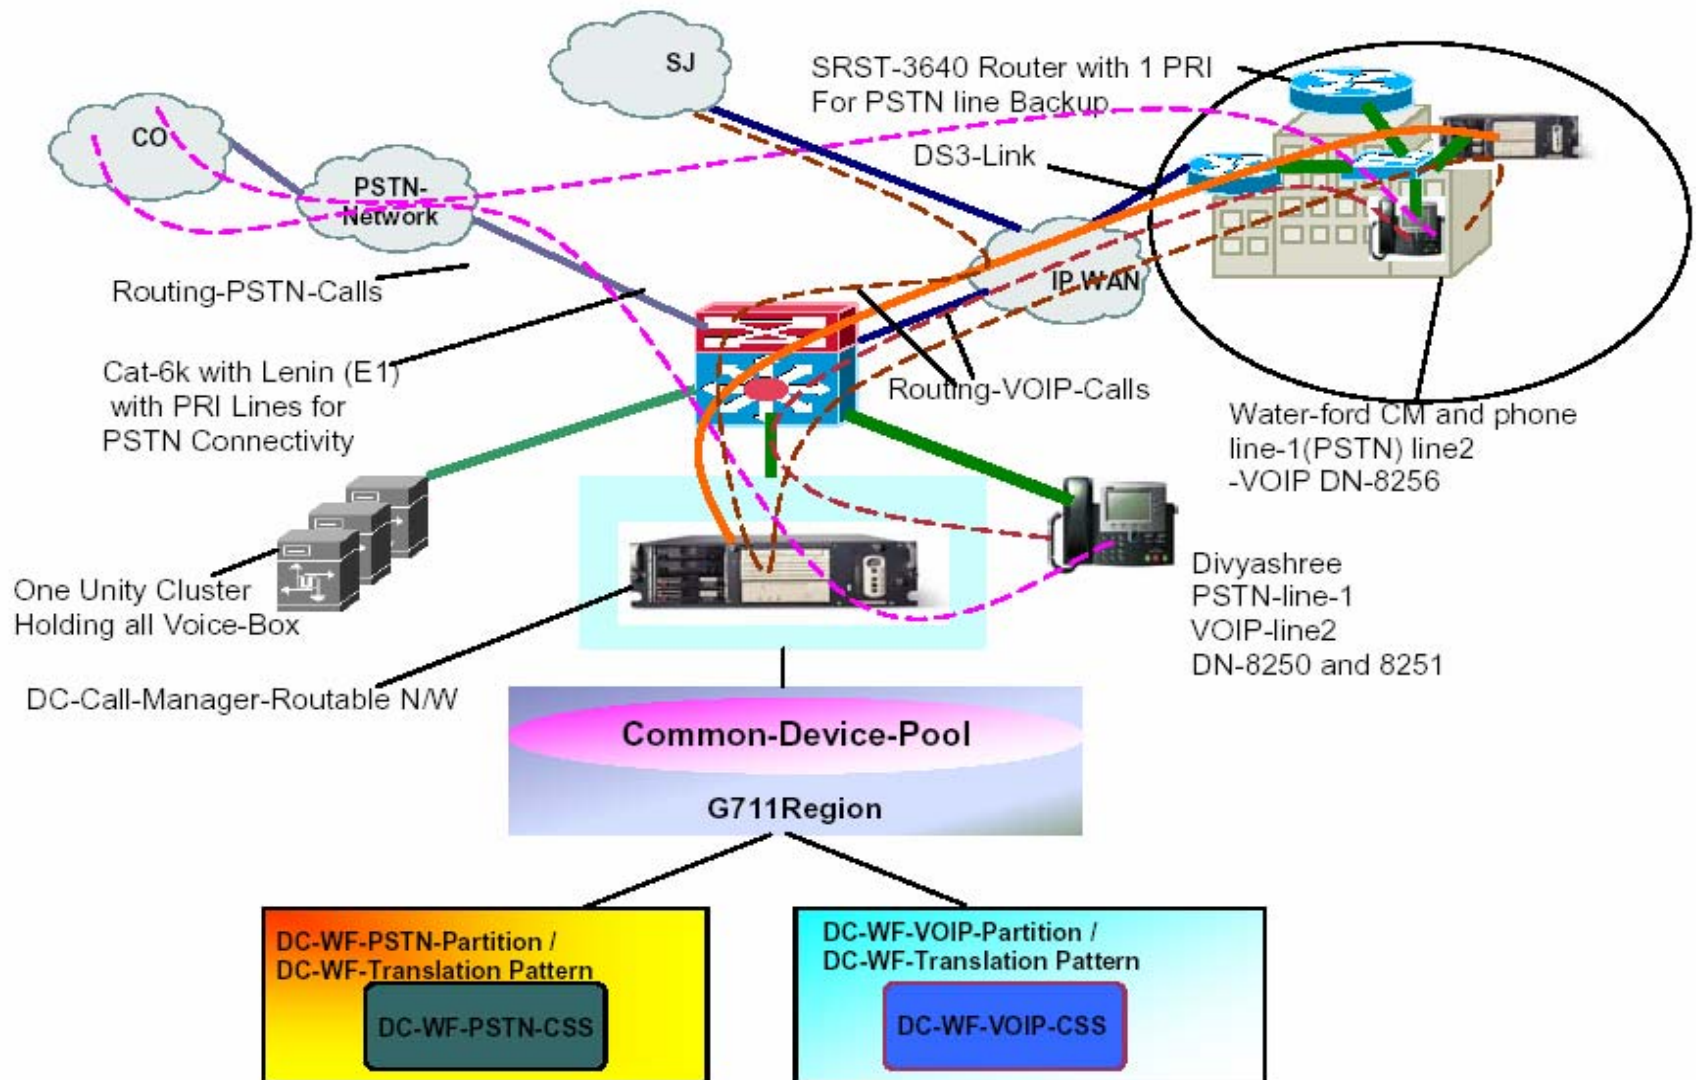 SJ
SRST-3640 Router with 1 PRI
For PSTN line Backup
CO
DS3-Link
PSTN-
Network
IP WAN
Routing-PSTN-Calls
Cat-6k with Lenin (E1)
with PRI Lines for
PSTN Connectivity
Routing-VOIP-Calls
Water-ford CM and phone
line-1(PSTN) line2
-VOIP DN-8256
One Unity Cluster
Holding all Voice-Box
Divyashree
PSTN-line-1
VOIP-line2
DN-8250 and 8251
DC-Call-Manager-Routable N/W
Common-Device-Pool
G711Region
DC-WF-PSTN-Partition /
DC-WF-Translation Pattern
DC-WF-PSTN-CSS
DC-WF-VOIP-Partition /
DC-WF-Translation Pattern
DC-WF-VOIP-CSS